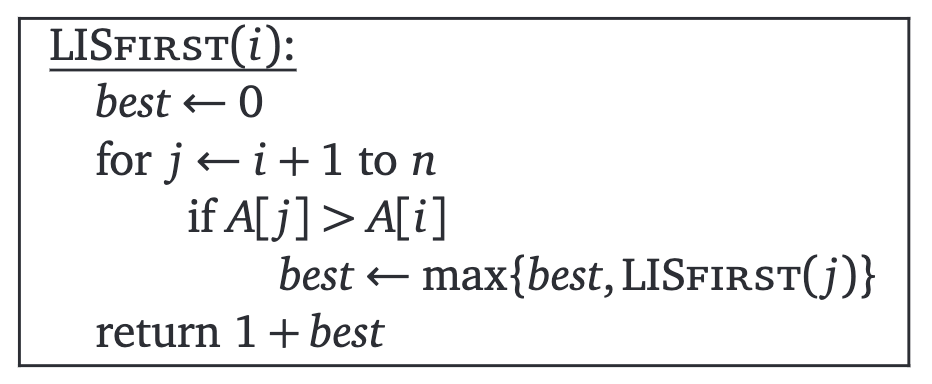 LISFIRST(i):
best ← 0
for j ← i + 1 to n
if A[j] > A[i]
best ← max{best, LISFIRST(j)}
return 1 + best